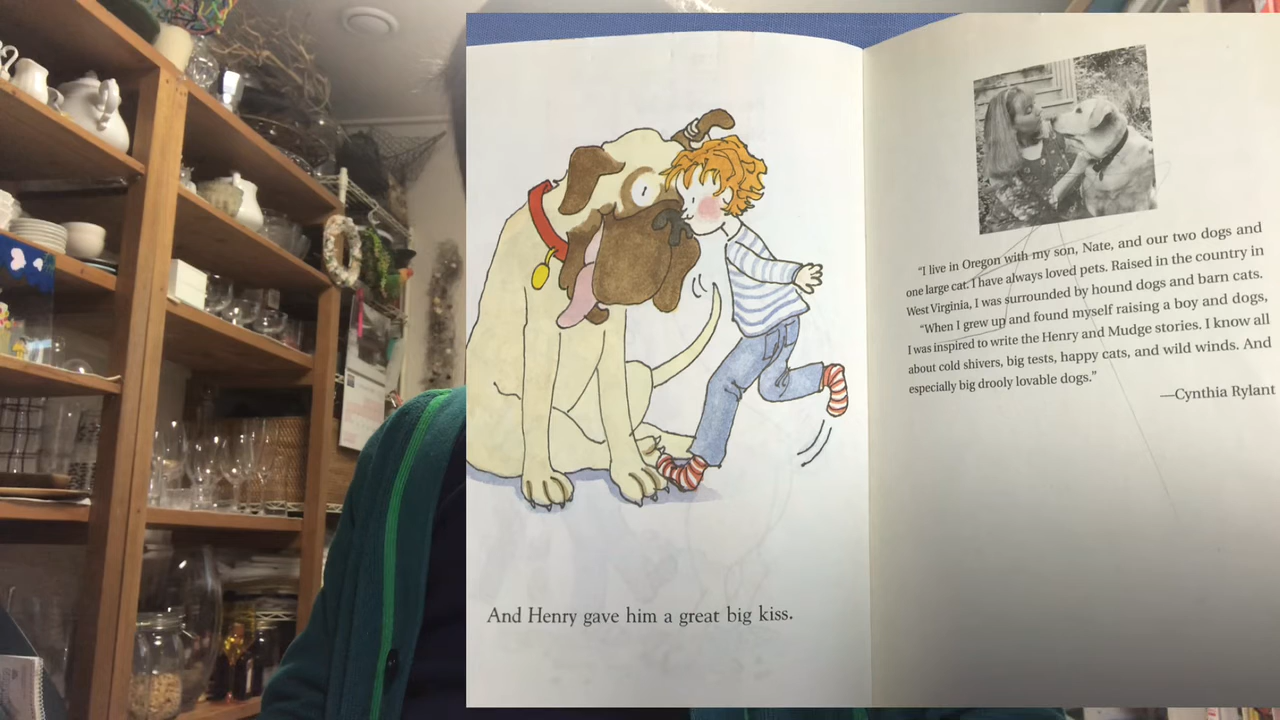 And Henry gave him a great big kiss.
"I live in Oregon with my son, Nate, and our two dogs and
one large cat. I have always loved pets. Raised in the country in
West Virginia, I was surrounded by hound dogs and barn cats.
"When I grew up and found myself raising a boy and dogs,
I was inspired to write the Henry and Mudge stories. I know all
about cold shivers, big tests, happy cats, and wild winds. And
especially big drooly lovable dogs."
—Cynthia Rylant